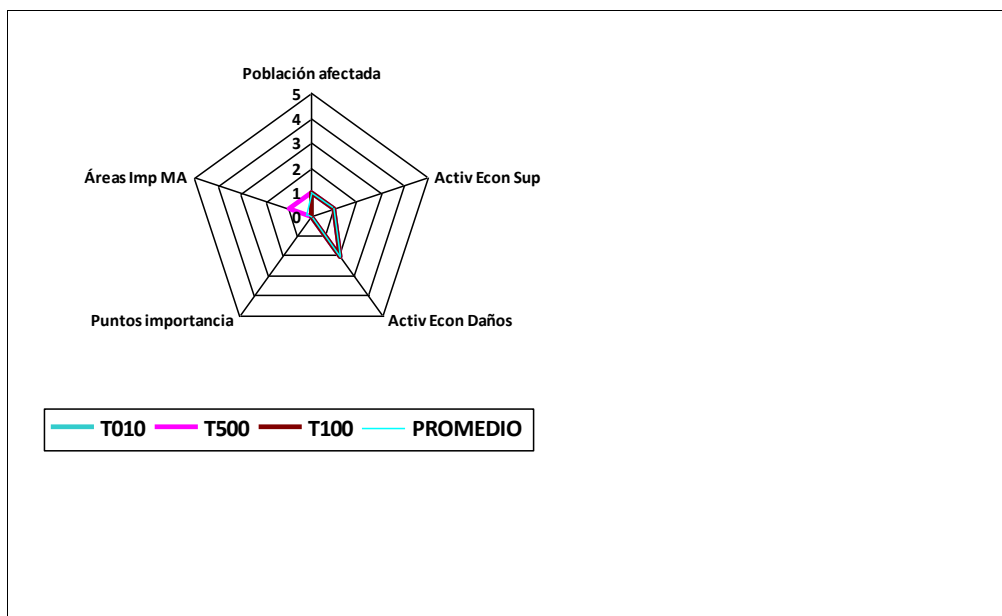 Población afectada
5
4
3
2
1
0
Áreas Imp MA
Activ Econ Sup
Puntos importancia
Activ Econ Daños
T010 T500 T100 PROMEDIO